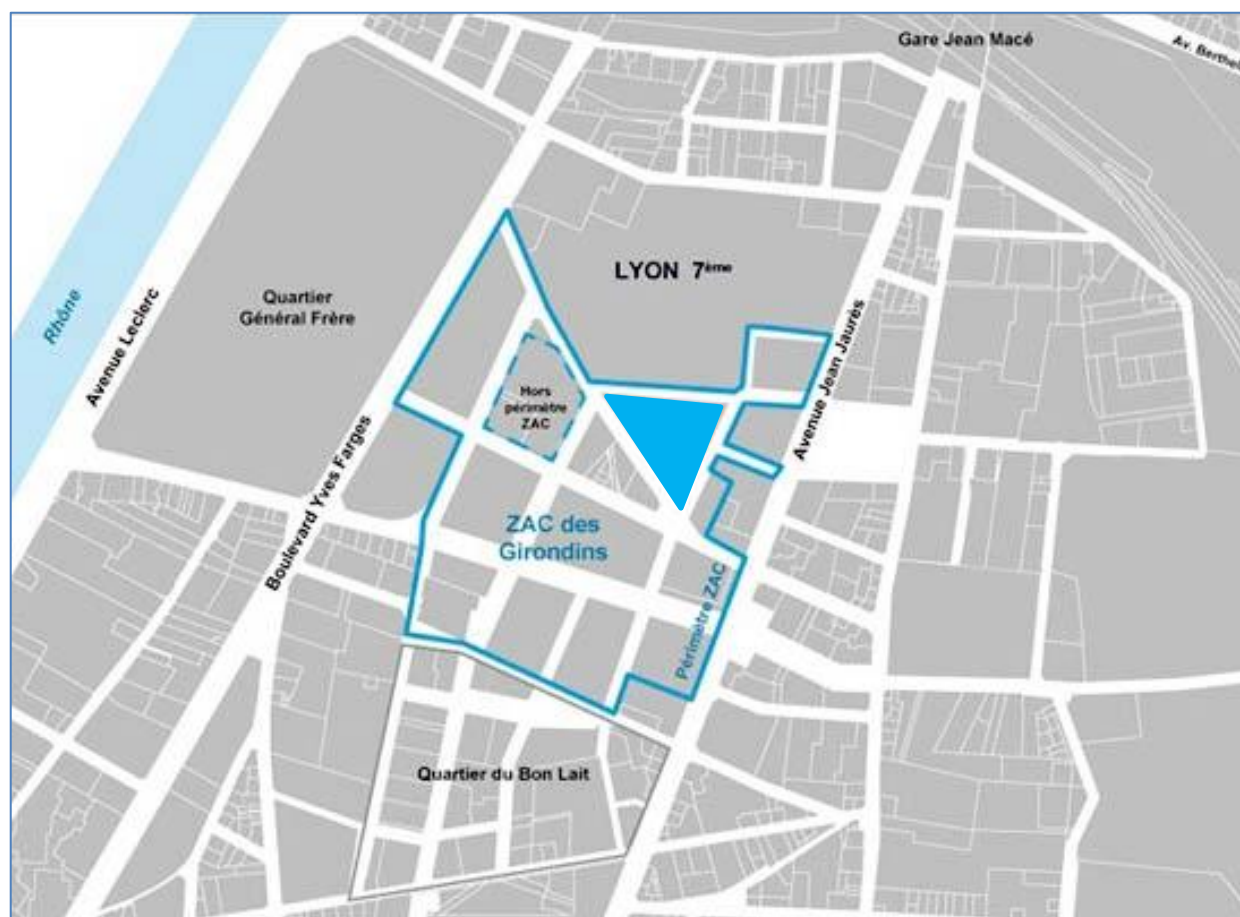 Gare Jean Macé
Av. Berthel
LYON 7ème
Quartier
Général Frère
Rhône
Avenue Leclerc
Hors
périmètre
ZAC
Avenue Jean Jaurès
Boulevard Yves Farges
ZAC des
Girondins
Périmètre ZAC
Quartier du Bon Lait